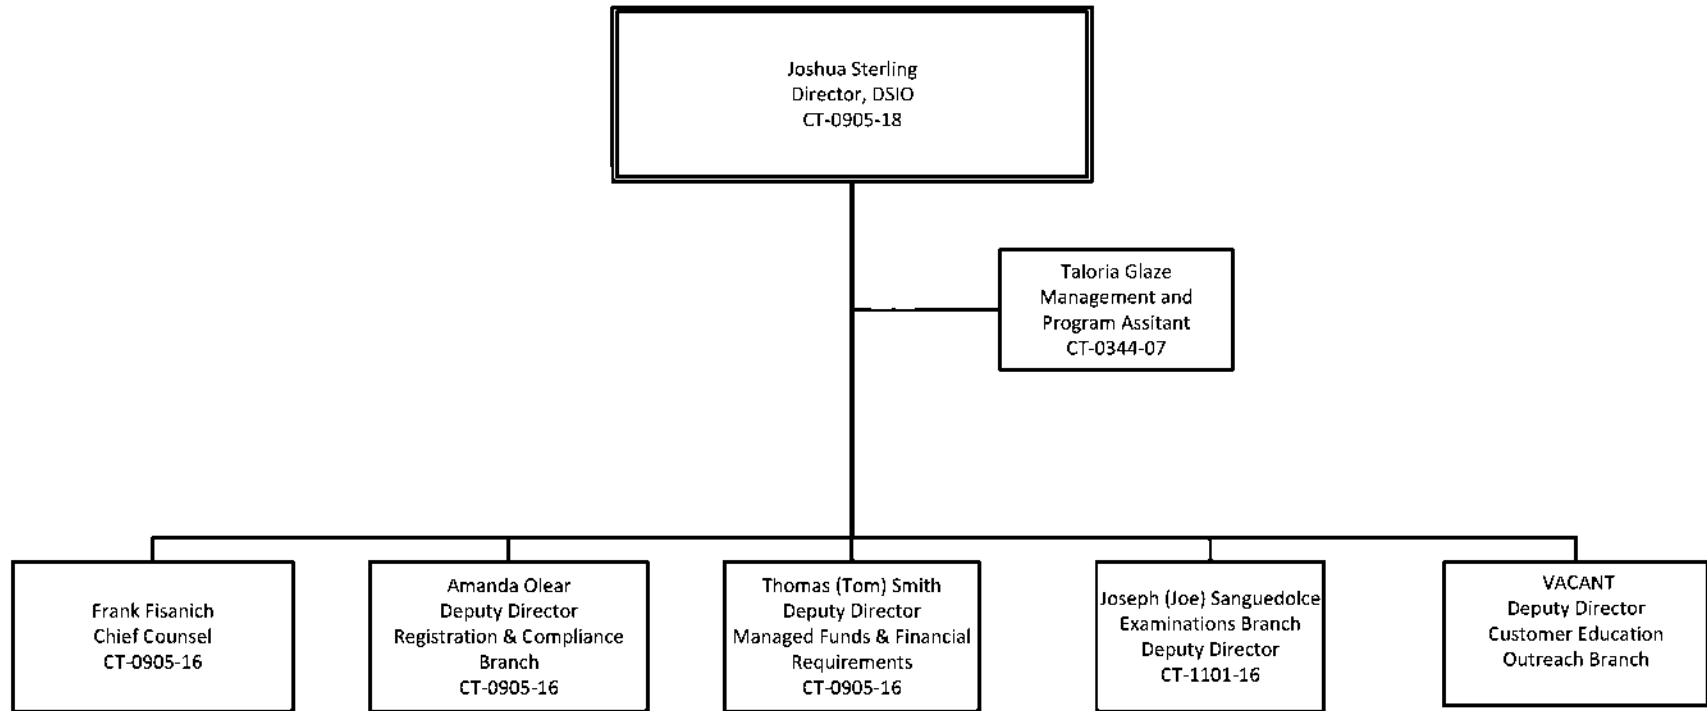 Joshua Sterling
Director, DSIO
CT-0905-18
Taloria Glaze
Management and
Program Assitant
CT-0344-07
Frank Fisanich
Chief Counsel
CT-0905-16
Amanda Olear
Deputy Director
Registration & Compliance
Branch
CT-0905-16
Thomas (Tom) Smith
Deputy Director
Managed Funds & Financial
Requirements
CT-0905-16
Joseph (Joe) Sanguedolce
Examinations Branch
Deputy Director
CT-1101-16
VACANT
Deputy Director
Customer Education
Outreach Branch